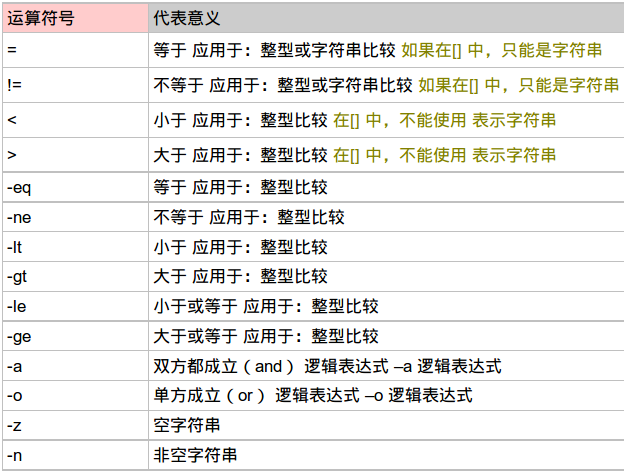 运算符号 代表意义
= 等于 应用于：整型或字符串比较 如果在[] 中，只能是字符串
!= 不等于 应用于：整型或字符串比较 如果在[] 中，只能是字符串
< 小于 应用于：整型比较 在[] 中，不能使用 表示字符串
> 大于 应用于：整型比较 在[] 中，不能使用 表示字符串
-eq 等于 应用于：整型比较
-ne 不等于 应用于：整型比较
-lt 小于 应用于：整型比较
-gt 大于 应用于：整型比较
-le 小于或等于 应用于：整型比较
-ge 大于或等于 应用于：整型比较
-a 双方都成立（and） 逻辑表达式 –a 逻辑表达式
-o 单方成立（or） 逻辑表达式 –o 逻辑表达式
-z 空字符串
-n 非空字符串